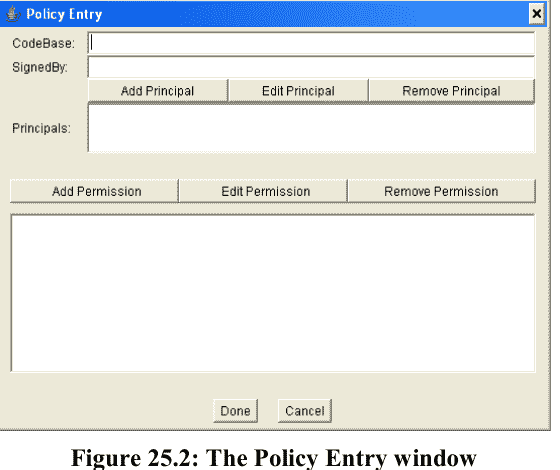 Policy Entry
CodeBase:
SignedBy:
Add Principal Edit Principal Remove Principal
Principals:
Add Permission Edit Permission Remove Permission
Done Cancel
Figure 25.2: The Policy Entry window